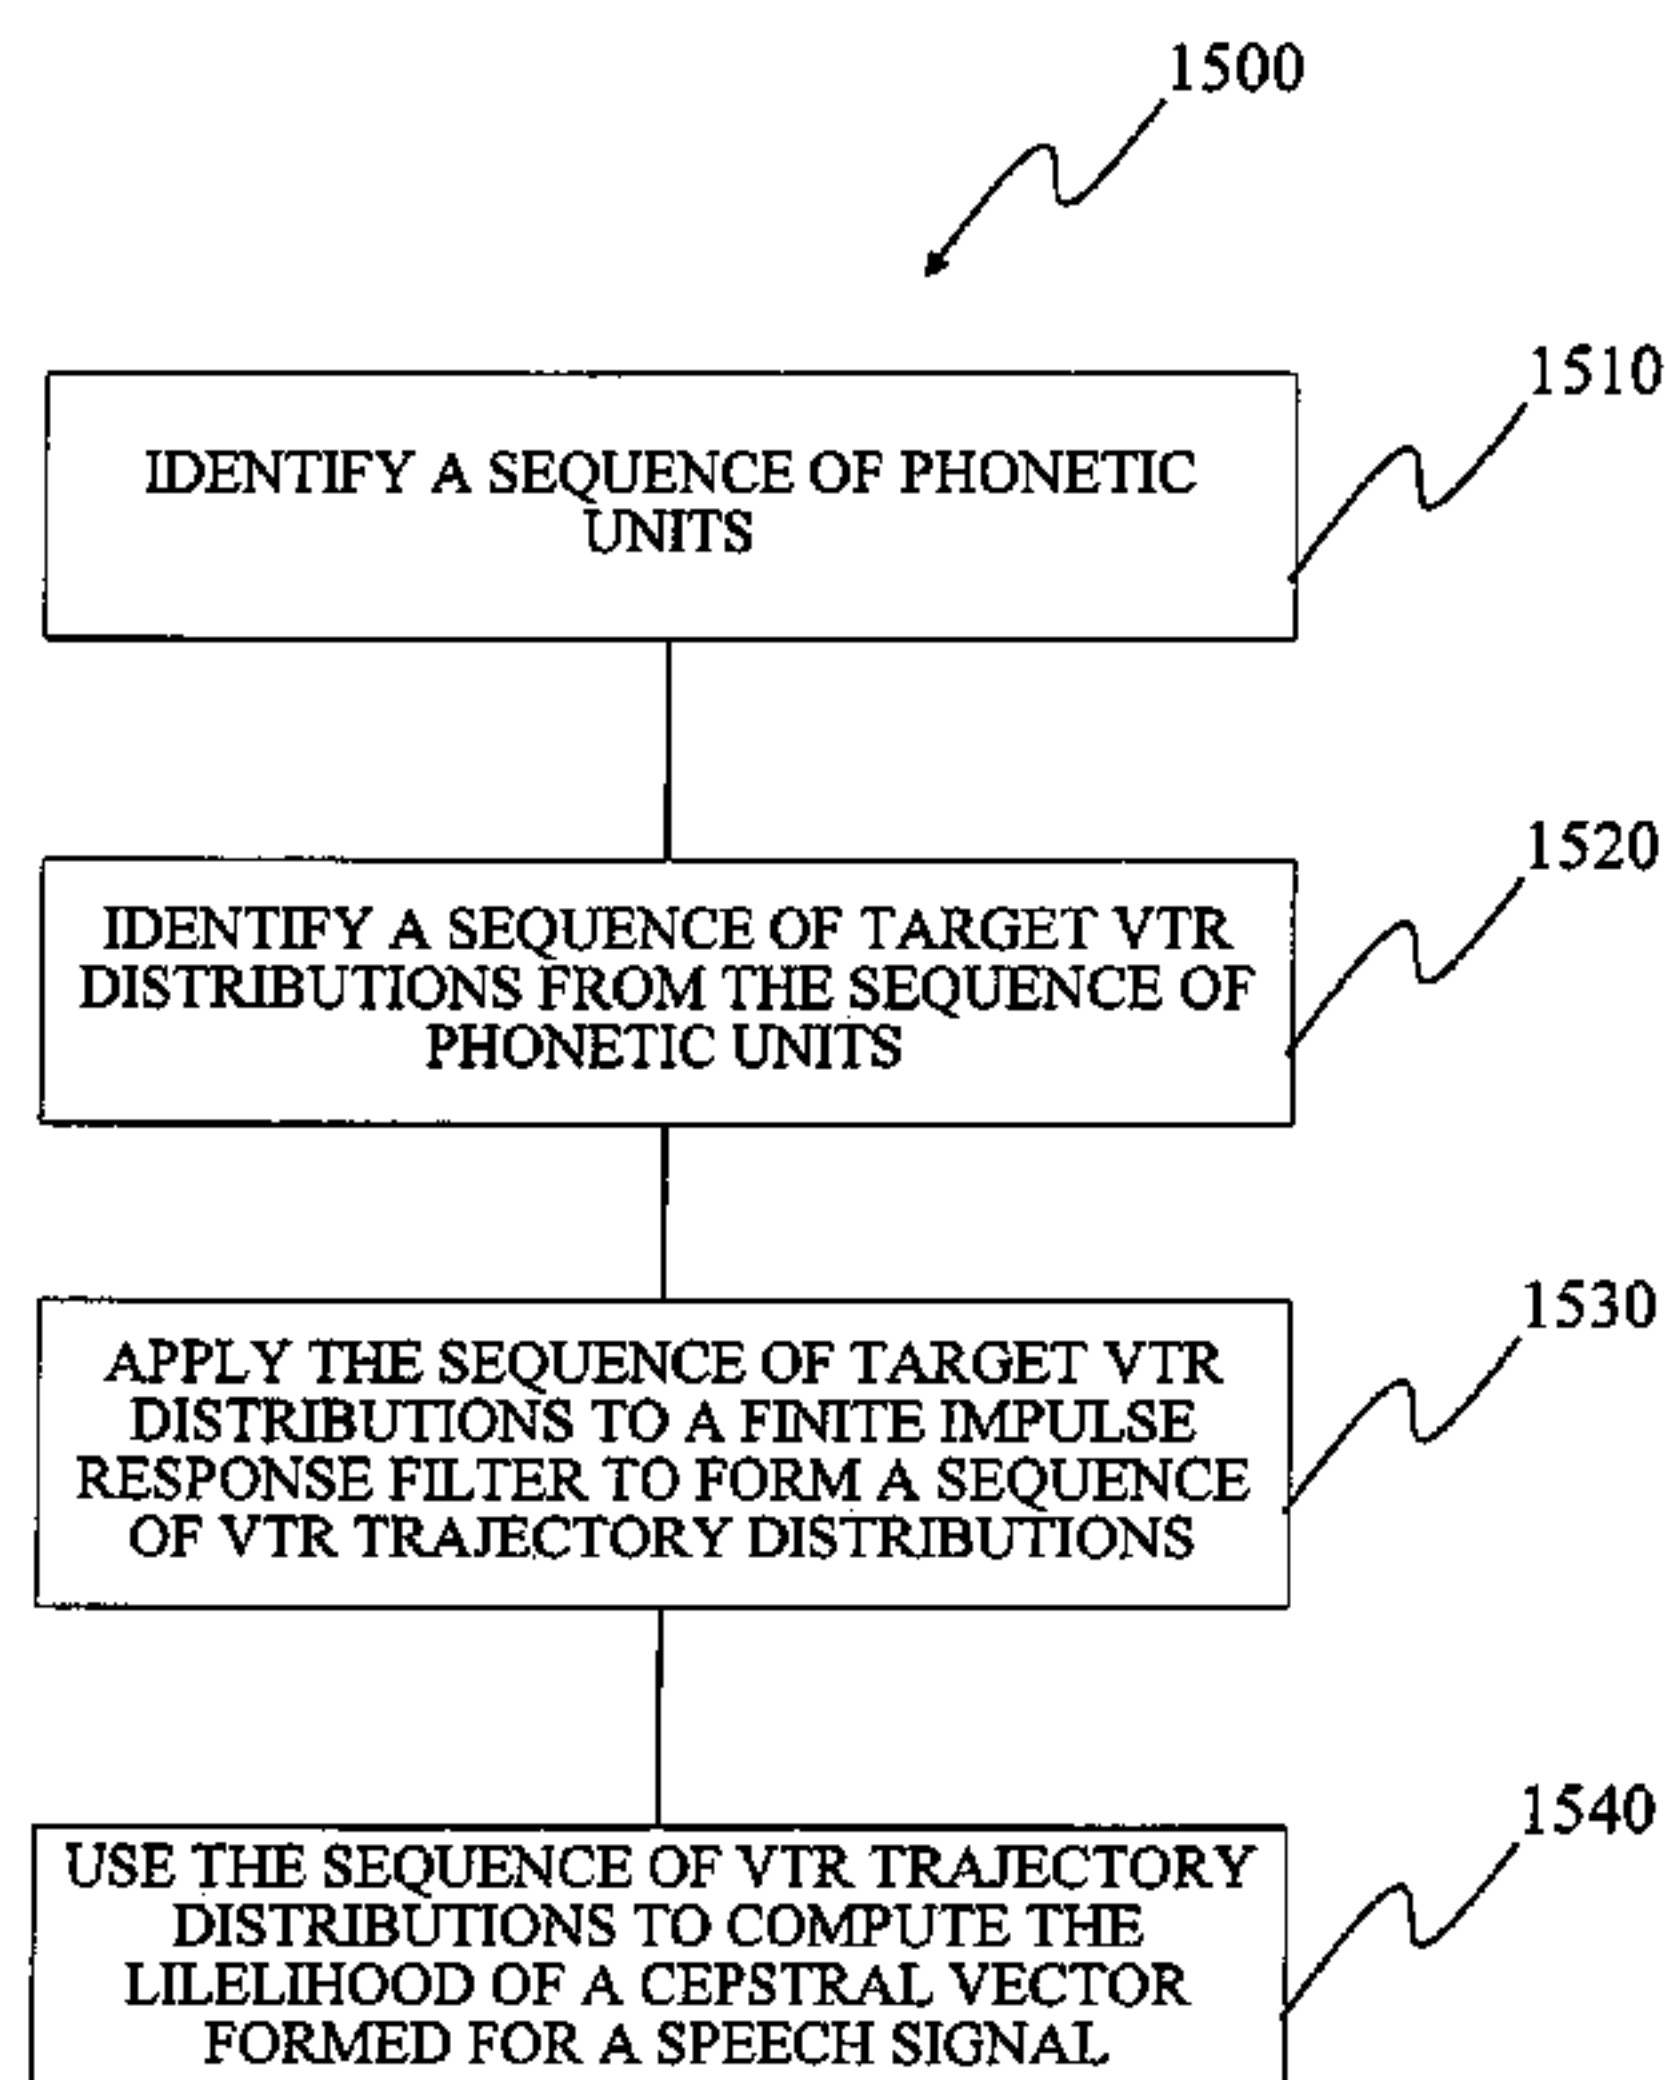 1500
1510
IDENTIFY A SEQUENCE OF PHONETIC
UNITS
1520
IDENTIFY A SEQUENCE OF TARGET VTR
DISTRIBUTIONS FROM THE SEQUENCE OF
PHONETIC UNITS
1530
APPLY THE SEQUENCE OF TARGET VTR
DISTRIBUTIONS TO A FINITE IMPULSE
RESPONSE FILTER TO FORM A SEQUENCE
OF VTR TRAJECTORY DISTRIBUTIONS
1540
USE THE SEQUENCE OF VTR TRAJECTORY
DISTRIBUTIONS TO COMPUTE THE
LILELIHOOD OF A CEPSTRAL VECTOR
FORMED FOR A SPEECH SIGNAL